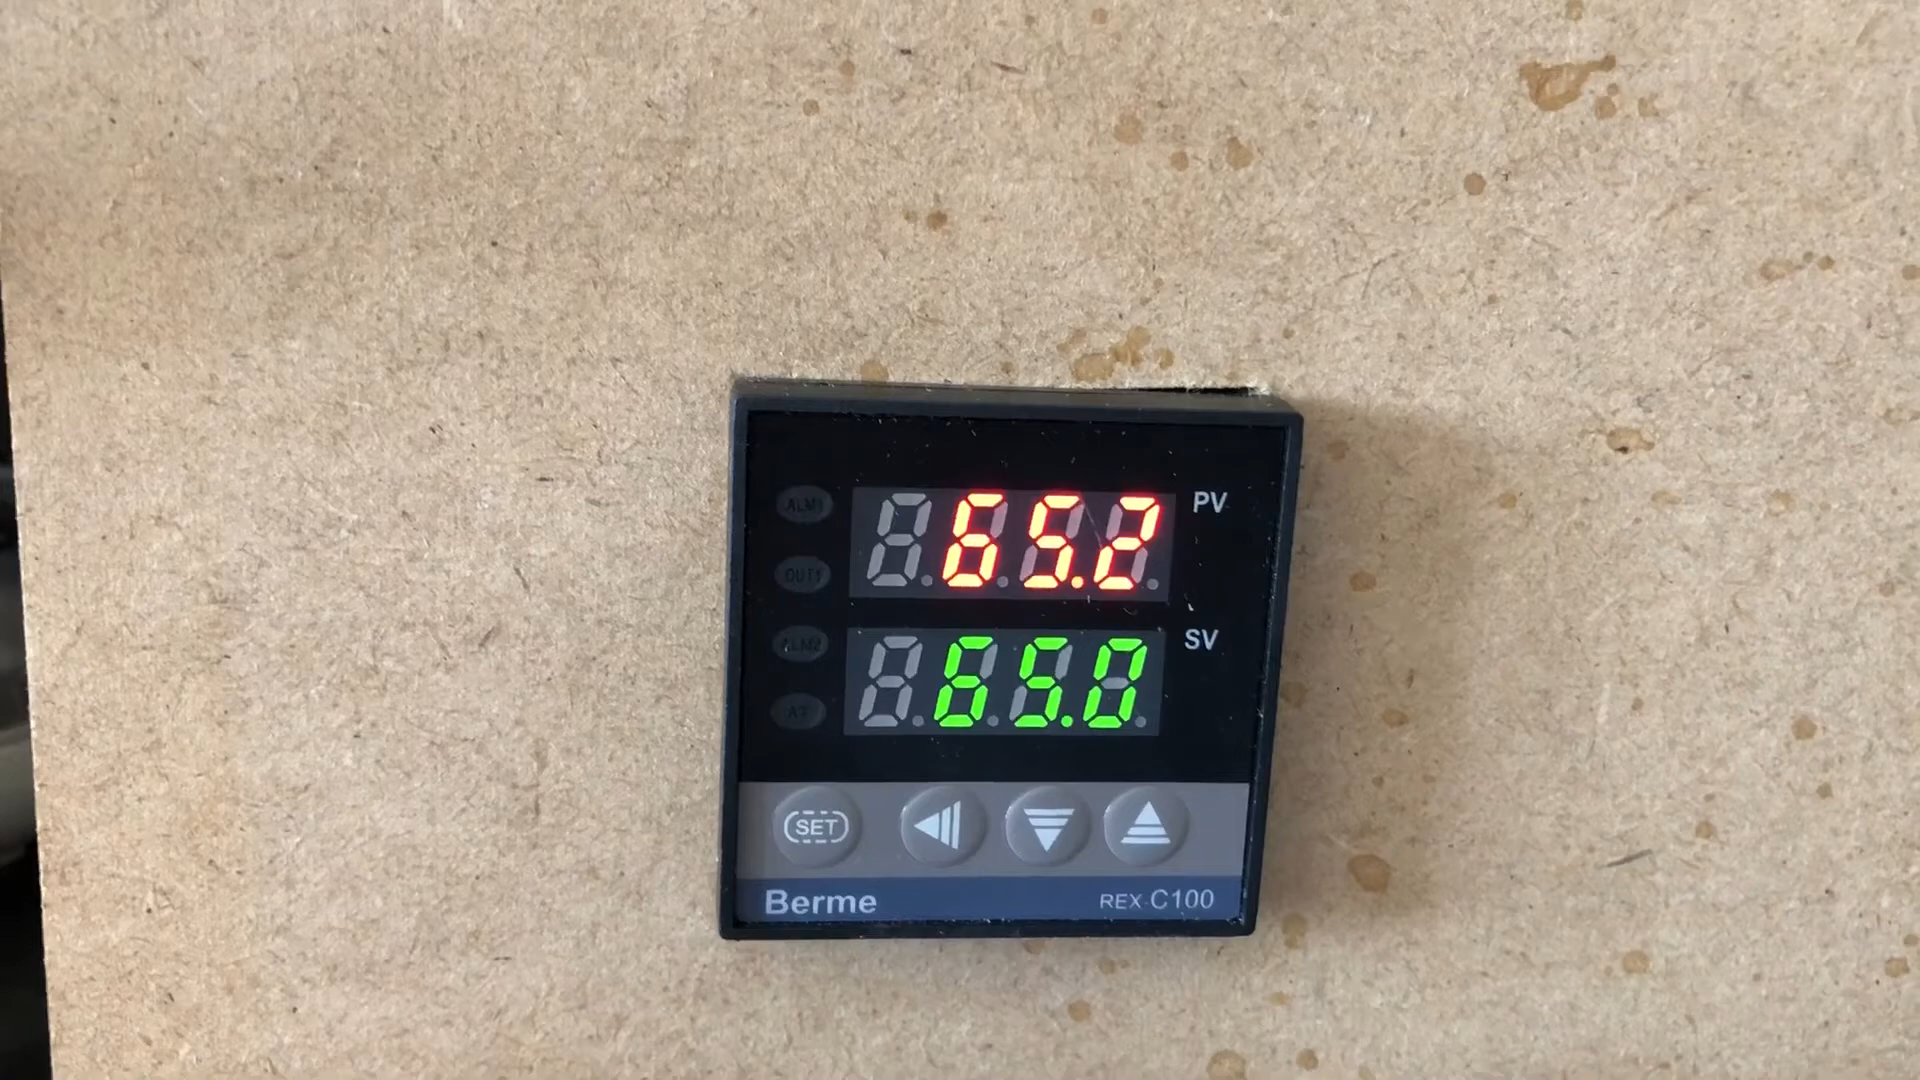 ALM1
65.2 PV
OUT1
ALM2
65.0 SV
AT
SET
Berme
REX-C100